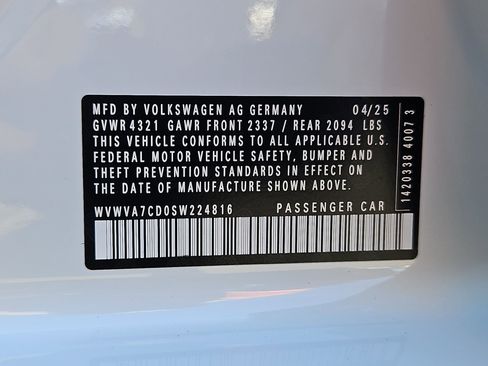 MFD BY VOLKSWAGEN AG GERMANY 04/25
GVWR 4321 GAWR FRONT 2337 / REAR 2094 LBS
THIS VEHICLE CONFORMS TO ALL APPLICABLE U.S.
FEDERAL MOTOR VEHICLE SAFETY, BUMPER AND
THEFT PREVENTION STANDARDS IN EFFECT ON
THE DATE OF MANUFACTURE SHOWN ABOVE.
WVWVA7CD0SW224816 PASSENGER CAR
1420338 4007 3